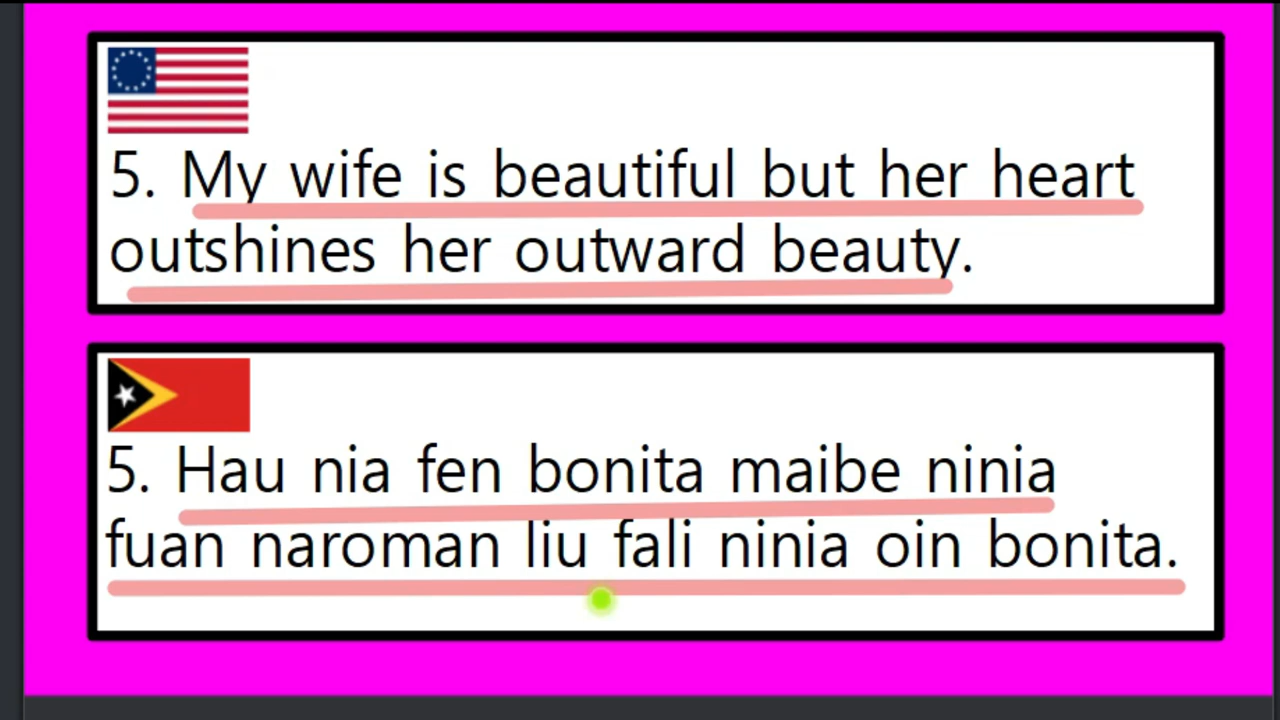 5. My wife is beautiful but her heart
outshines her outward beauty.
5. Hau nia fen bonita maibe ninia
fuan naroman liu fali ninia oin bonita.